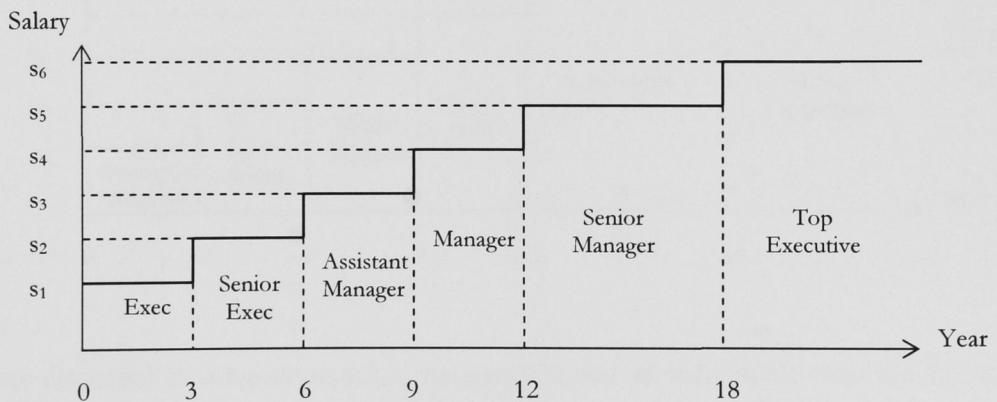 Salary
s6
s5
s4
s3
s2
s1
Exec
Senior
Exec
Assistant
Manager
Manager
Senior
Manager
Top
Executive
Year
0 3 6 9 12 18